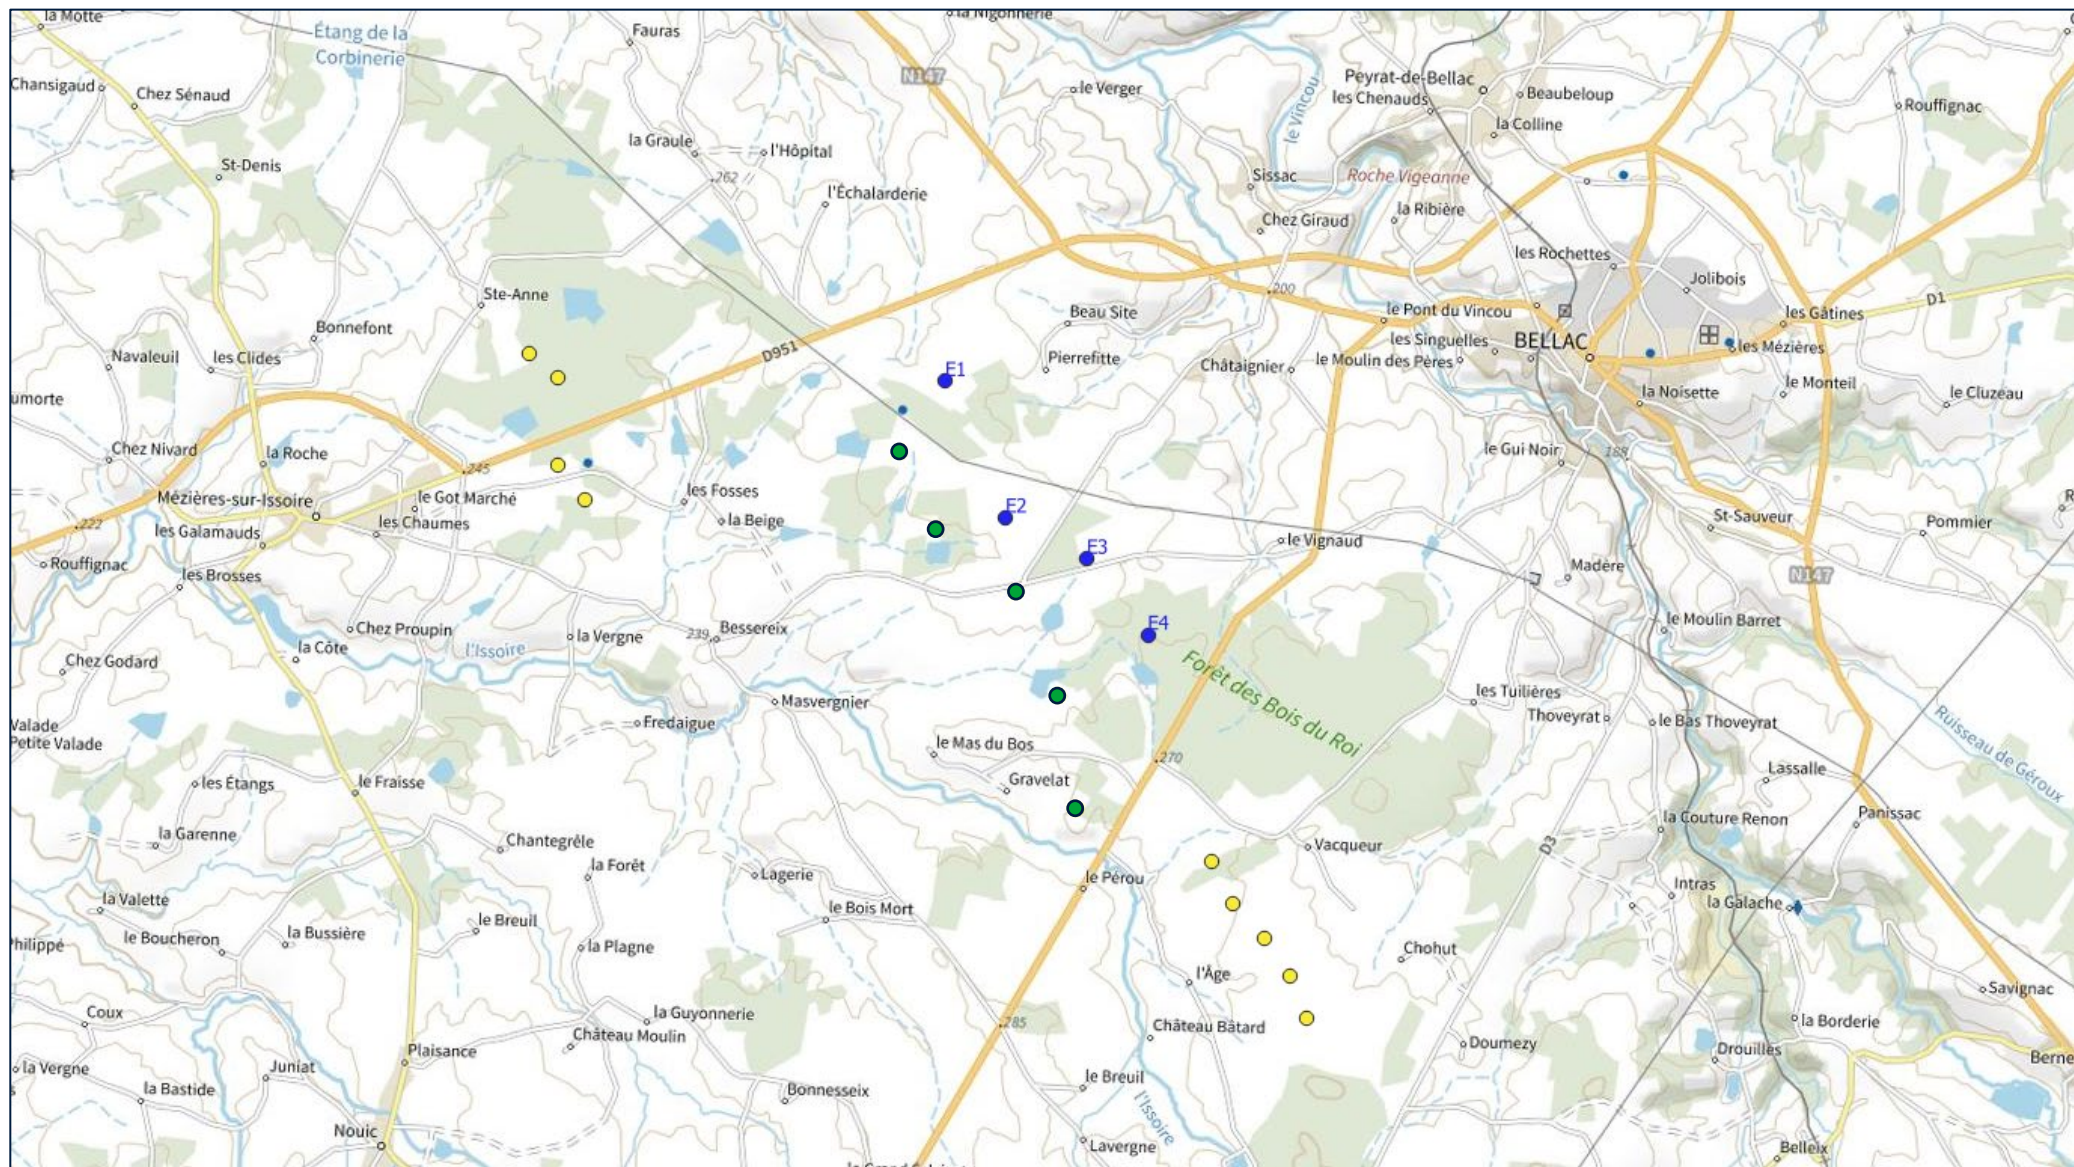 la Motte
Étang de la
Corbinerie
Fauras
la Nigonnerie
N147
Chansigaud
Chez Sénaud
le Verger
le Vincou
Peyrat-de-Bellac
les Chenauds
Beaubeloup
Rouffignac
la Colline
la Graule
l'Hôpital
St-Denis
262
l'Échalarderie
Sissac
Roche Vigeanne
Chez Giraud
la Ribière
les Rochettes
Jolibois
Ste-Anne
200
D1
Beau Site
le Pont du Vincou
les Gâtines
Bonnefont
les Singuelles
BELLAC
les Mézières
Navaleuil
les Clides
D951
Pierrefitte
Châtaignier
le Moulin des Pères
E1
la Noisette
le Monteil
le Cluzeau
umorte
Chez Nivard
la Roche
245
le Gui Noir
188
Mézières-sur-Issoire
le Got Marché
les Fosses
E2
222
les Galamauds
les Chaumes
la Beige
St-Sauveur
Pommier
R
E3
le Vignaud
Rouffignac
les Brosses
Madère
N147
Chez Proupin
la Vergne
239
Bessereix
E4
le Moulin Barret
la Côte
l'Issoire
Chez Godard
Forêt des Bois du Roi
Masvergnier
les Tuilières
Thoveyrat
le Bas Thoveyrat
Ruisseau de Géroux
Valade
Petite Valade
Fredaigue
le Mas du Bos
270
Gravelat
Lassalle
les Étangs
le Fraisse
Panissac
la Couture Renon
la Garenne
Chantegrêle
Vacqueur
D3
la Forêt
Lagerie
le Pérou
Intras
la Galache
la Valette
le Breuil
le Bois Mort
Philippé
le Boucheron
la Bussière
la Plagne
Chohut
l'Âge
Savignac
Coux
la Guyonnerie
285
Château Bâtard
la Borderie
Château Moulin
Doumezy
Drouilles
Berne
Plaisance
la Vergne
Juniat
la Bastide
Bonnesseix
le Breuil
l'Issoire
Nouic
Lavergne
Belleix